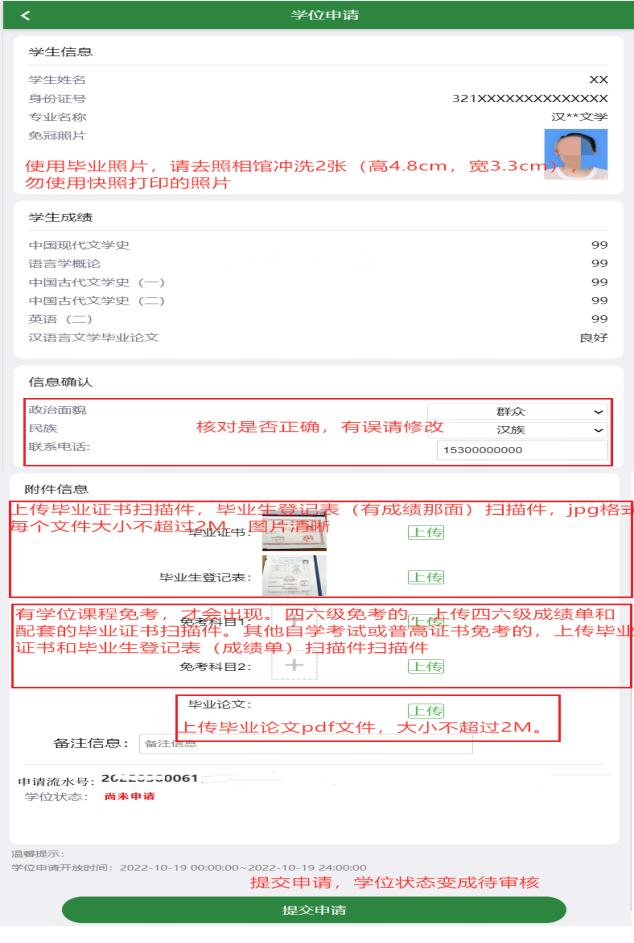 学位申请
学生信息
学生姓名 XX
身份证号 321XXXXXXXXXXXXXX
专业名称 汉**文学
免冠照片
使用毕业照片，请去照相馆冲洗2张（高4.8cm，宽3.3cm），
勿使用快照打印的照片
学生成绩
中国现代文学史 99
语言学概论 99
中国古代文学史（一） 99
中国古代文学史（二） 99
英语（二） 99
汉语言文学毕业论文 良好
信息确认
政治面貌 群众
民族 汉族
核对是否正确，有误请修改
联系电话: 15300000000
附件信息
上传毕业证书扫描件，毕业生登记表（有成绩那面）扫描件，jpg格式
每个文件大小不超过2M，图片清晰
毕业证书: 上传
毕业生登记表: 上传
有学位课程免考，才会出现。四六级免考的，上传四六级成绩单和
配套的毕业证书扫描件。其他自学考试或普高证书免考的，上传毕业
证书和毕业生登记表（成绩单）扫描件扫描件
免考科目1: 上传
免考科目2: 上传
毕业论文: 上传
上传毕业论文pdf文件，大小不超过2M。
备注信息: 备注信息
申请流水号:
学位状态: 尚未申请
温馨提示:
学位申请开放时间: 2022-10-19 00:00:00~2022-10-19 24:00:00
提交申请，学位状态变成待审核
提交申请